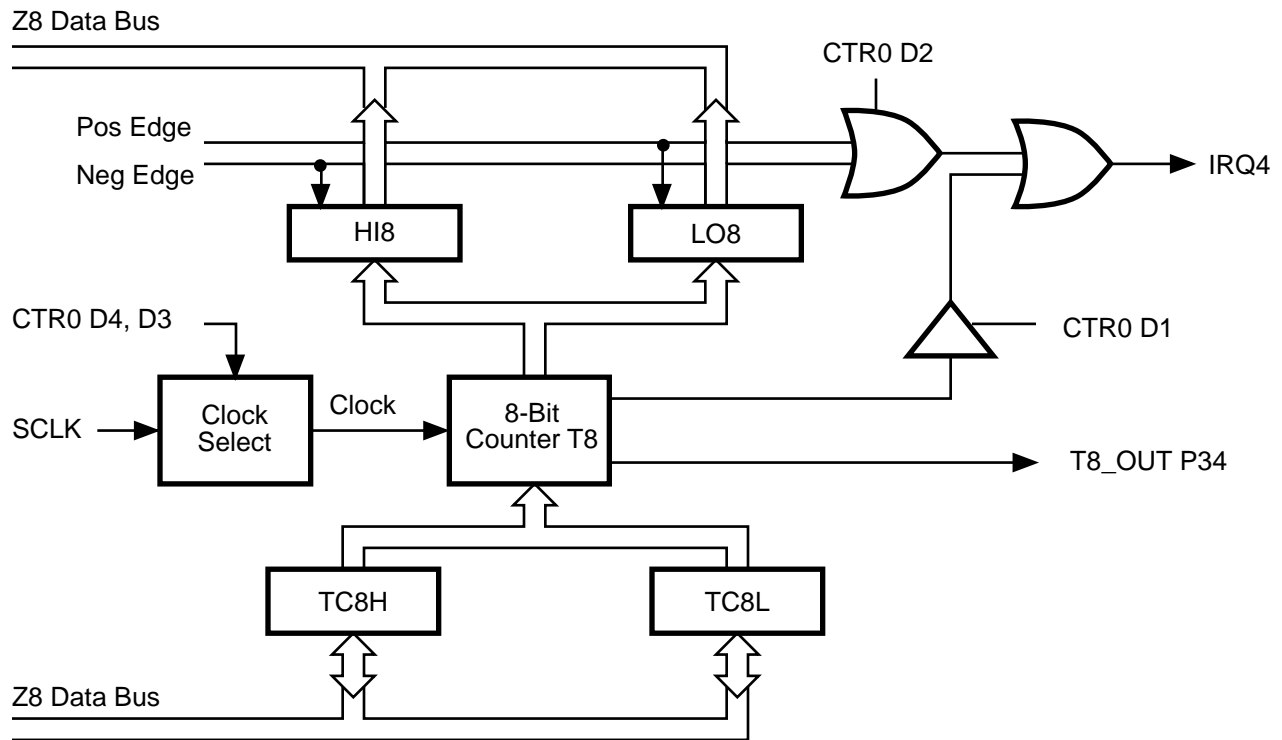 Z8 Data Bus
CTR0 D2
Pos Edge
Neg Edge
IRQ4
HI8
LO8
CTR0 D4, D3
CTR0 D1
SCLK
Clock
Select
Clock
8-Bit
Counter T8
T8_OUT P34
TC8H
TC8L
Z8 Data Bus